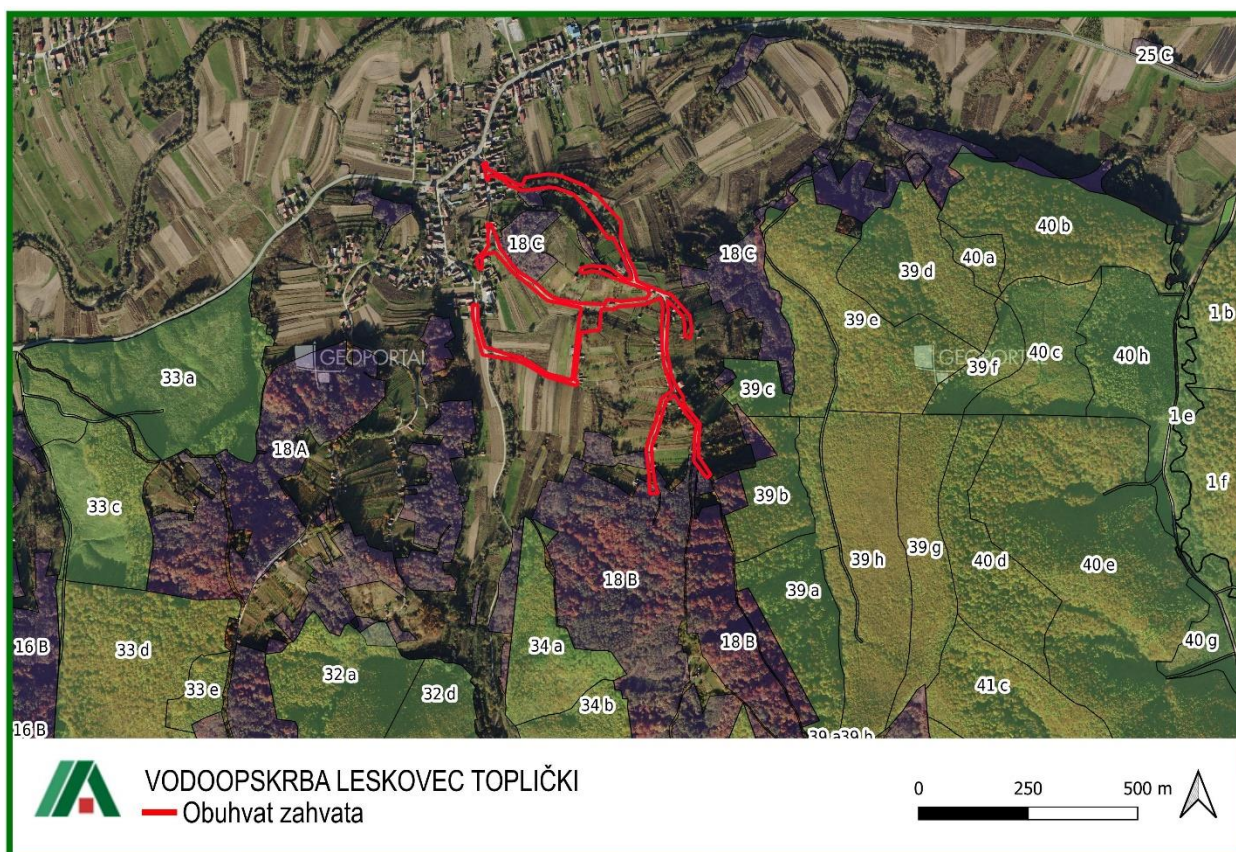 25 C
40 b
18 C
18 C
40 a
39 d
1 b
39 e
GEOPORTAL
GEOPORTAL
40 c
40 h
39 f
33 a
39 c
1 e
18 A
1 f
33 c
39 b
39 h
39 g
40 d
40 e
18 B
39 a
40 g
16 B
33 d
34 a
18 B
32 a
33 e
32 d
41 c
34 b
16 B
39 a
39 h
VODOOPSKRBA LESKOVEC TOPLIČKI
Obuhvat zahvata
0 250 500 m